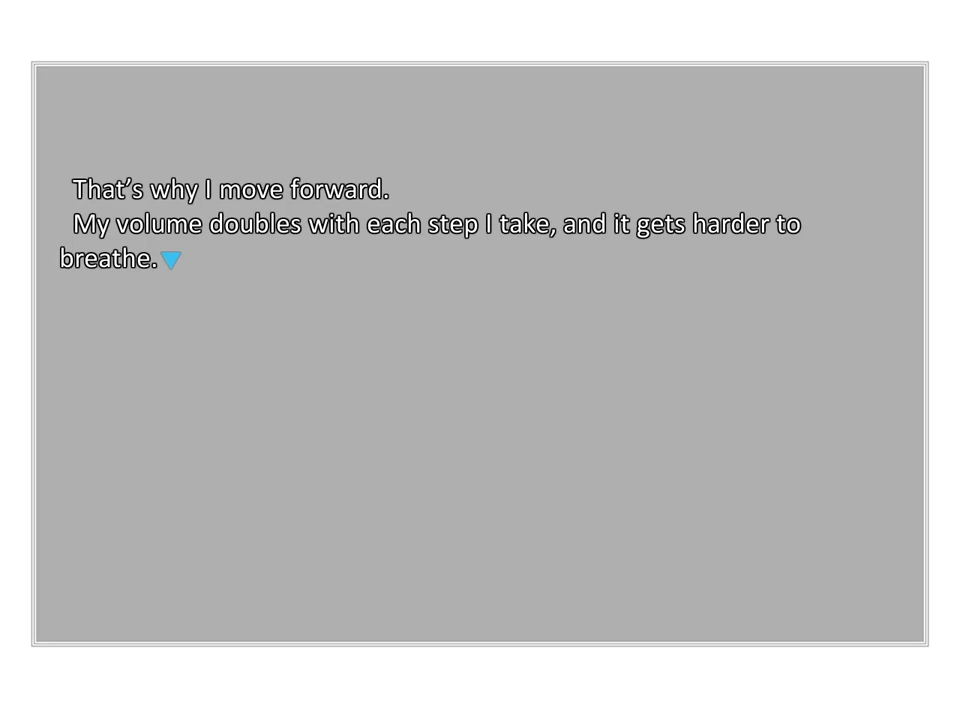 That’s why I move forward.
My volume doubles with each step I take, and it gets harder to
breathe.